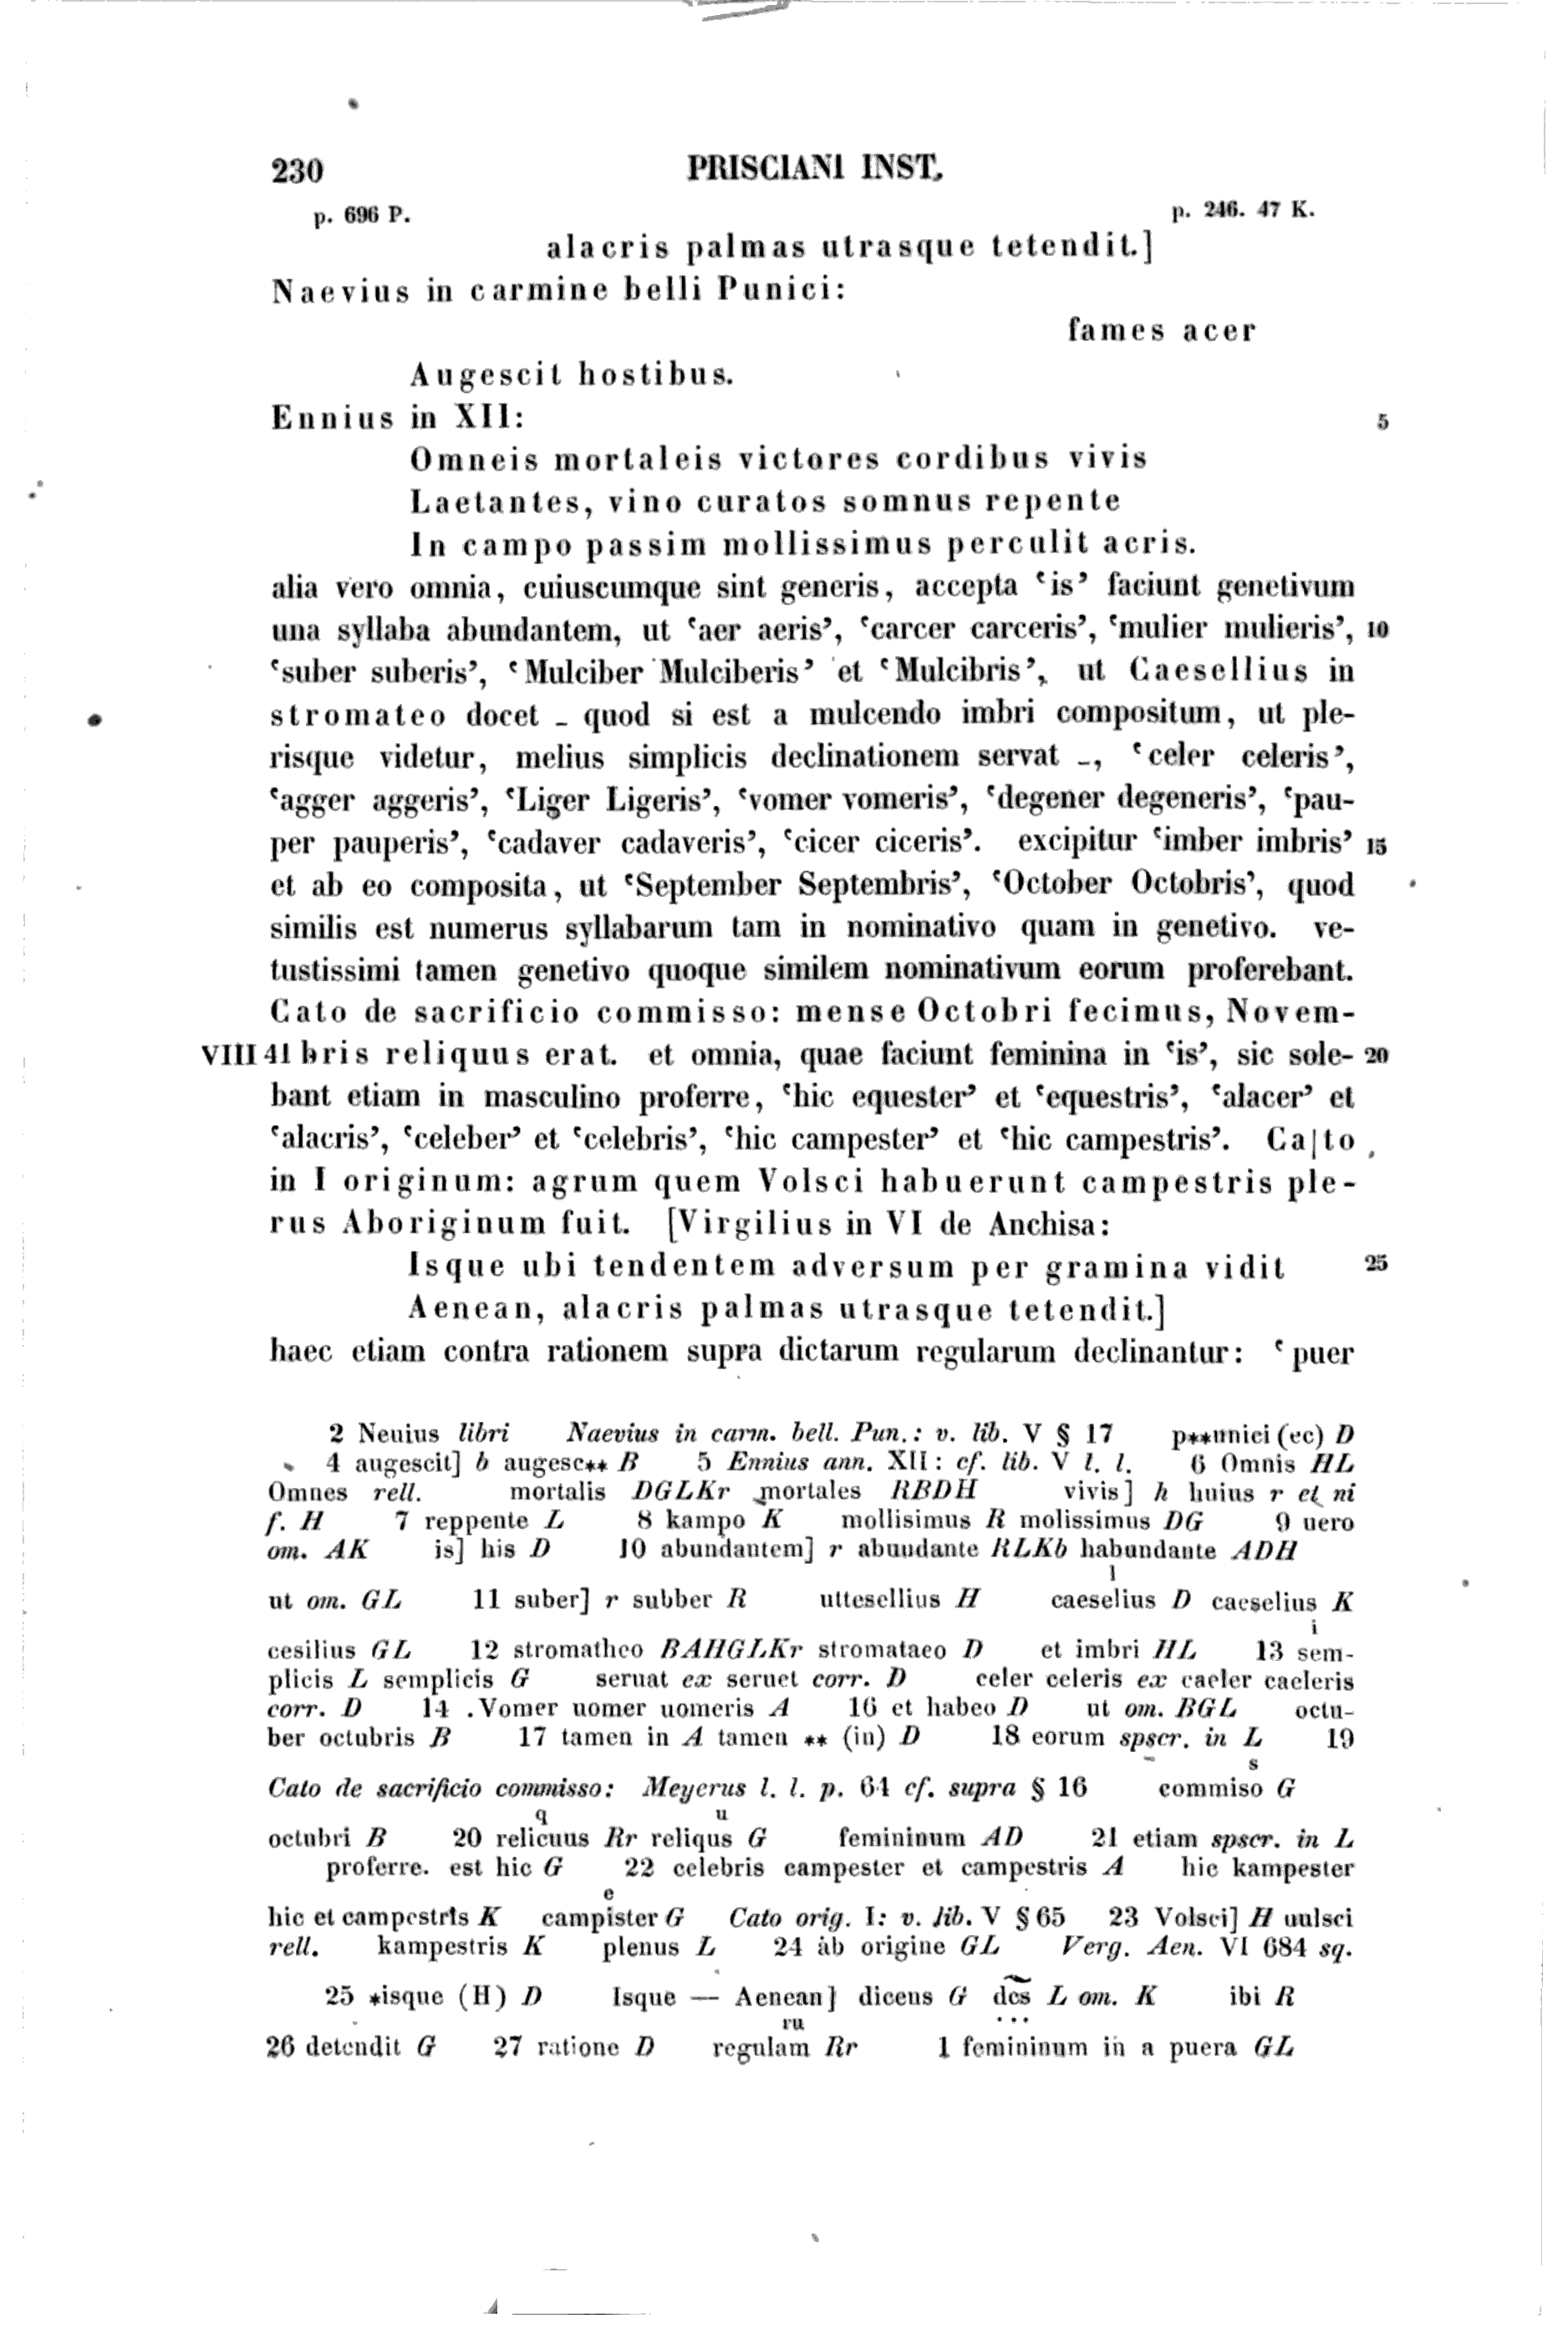 230 PRISCIANI INST.
p. 696 P. p. 246. 47 K.
alacris palmas utrasque tetendit.]
Naevius in carmine belli Punici:
fames acer
Augescit hostibus.
Ennius in XII: 5
Omneis mortaleis victores cordibus vivis
Laetantes, vino curatos somnus repente
In campo passim mollissimus perculit acris.
alia vero omnia, cuiuscumque sint generis, accepta ‘is’ faciunt genetivum
una syllaba abundantem, ut ‘aer aeris’, ‘carcer carceris’, ‘mulier mulieris’, 10
‘suber suberis’, ‘Mulciber Mulciberis’ et ‘Mulcibris’, ut Caesellius in
stromateo docet - quod si est a mulcendo imbri compositum, ut ple-
risque videtur, melius simplicis declinationem servat -, ‘celer celeris’,
‘agger aggeris’, ‘Liger Ligeris’, ‘vomer vomeris’, ‘degener degeneris’, ‘pau-
per pauperis’, ‘cadaver cadaveris’, ‘cicer ciceris’. excipitur ‘imber imbris’ 15
et ab eo composita, ut ‘September Septembris’, ‘October Octobris’, quod
similis est numerus syllabarum tam in nominativo quam in genetivo. ve-
tustissimi tamen genetivo quoque similem nominativum eorum proferebant.
Cato de sacrificio commisso: mense Octobri fecimus, Novem-
VIII 41 bris reliquus erat. et omnia, quae faciunt feminina in ‘is’, sic sole- 20
bant etiam in masculino proferre, ‘hic equester’ et ‘equestris’, ‘alacer’ et
‘alacris’, ‘celeber’ et ‘celebris’, ‘hic campester’ et ‘hic campestris’. Ca|to
in I originum: agrum quem Volsci habuerunt campestris ple-
rus Aboriginum fuit. [Virgilius in VI de Anchisa:
Isque ubi tendentem adversum per gramina vidit 25
Aenean, alacris palmas utrasque tetendit.]
haec etiam contra rationem supra dictarum regularum declinantur: ‘puer
2 Neuius libri Naevius in carm. bell. Pun.: v. lib. V § 17 p**unici (ec) D
4 augescit] b augesc** B 5 Ennius ann. XII: cf. lib. V l. l. 6 Omnis HL
Omnes rell. mortalis DGLKr mortales RBDH vivis] h huius r et ni
f. H 7 reppente L 8 kampo K mollisimus R molissimus DG 9 uero
om. AK is] his D 10 abundantem] r abundante RLKb habundante ADH
l
ut om. GL 11 suber] r subber R uttesellius H caeselius D caeselius K
i
cesilius GL 12 stromatheo BAHGLKr stromataeo D et imbri HL 13 sem-
plicis L semplicis G seruat ex seruet corr. D celer celeris ex caeler caeleris
corr. D 14 .Vomer uomer uomeris A 16 et habeo D ut om. BGL octu-
ber octubris B 17 tamen in A tamen ** (in) D 18 eorum spscr. in L 19
s
Cato de sacrificio commisso: Meyerus l. l. p. 64 cf. supra § 16 commiso G
q u
octubri B 20 relicuus Rr reliqus G femininum AD 21 etiam spscr. in L
proferre. est hic G 22 celebris campester et campestris A hic kampester
e
hic et campestris K campister G Cato orig. I: v. lib. V § 65 23 Volsci] H uulsci
rell. kampestris K plenus L 24 ab origine GL Verg. Aen. VI 684 sq.
25 *isque (H) D Isque — Aenean] dicens G dc̃s L om. K ibi R
ru
26 detendit G 27 ratione D regulam Rr 1 femininum in a puera GL